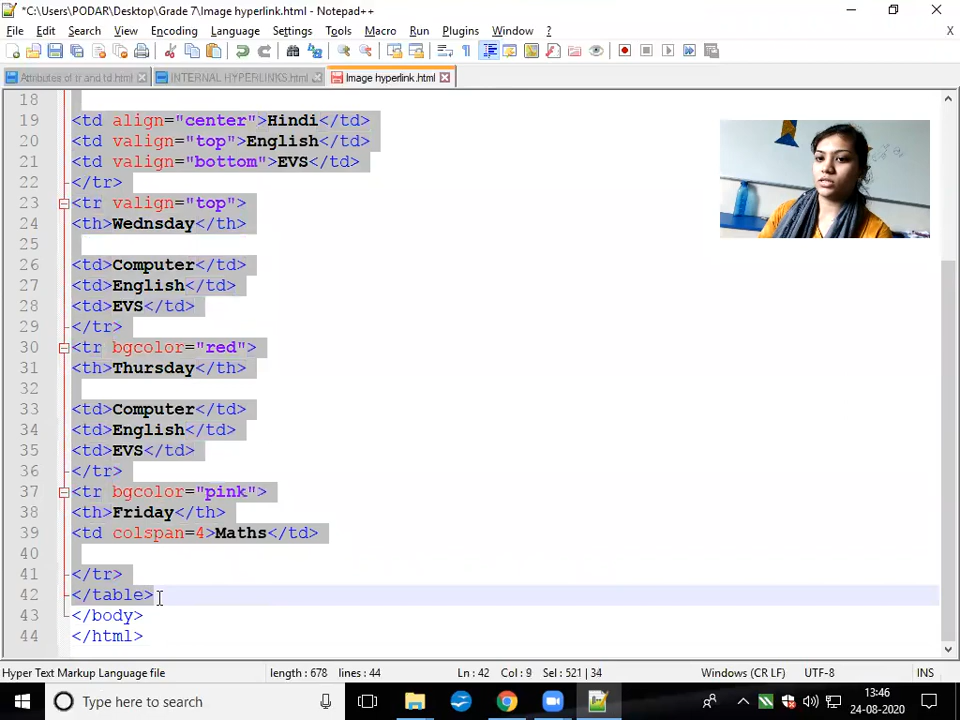 *C:\Users\PODAR\Desktop\Grade 7\Image hyperlink.html - Notepad++
File Edit Search View Encoding Language Settings Tools Macro Run Plugins Window ? X
Attributes of tr and td.html INTERNAL HYPERLINKS.html Image hyperlink.html
18
19 <td align="center">Hindi</td>
20 <td valign="top">English</td>
21 <td valign="bottom">EVS</td>
22 </tr>
23 <tr valign="top">
24 <th>Wednsday</th>
25
26 <td>Computer</td>
27 <td>English</td>
28 <td>EVS</td>
29 </tr>
30 <tr bgcolor="red">
31 <th>Thursday</th>
32
33 <td>Computer</td>
34 <td>English</td>
35 <td>EVS</td>
36 </tr>
37 <tr bgcolor="pink">
38 <th>Friday</th>
39 <td colspan=4>Maths</td>
40
41 </tr>
42 </table>
43 </body>
44 </html>
Hyper Text Markup Language file length : 678 lines : 44 Ln : 42 Col : 9 Sel : 521 | 34 Windows (CR LF) UTF-8 INS
Type here to search
13:46
24-08-2020